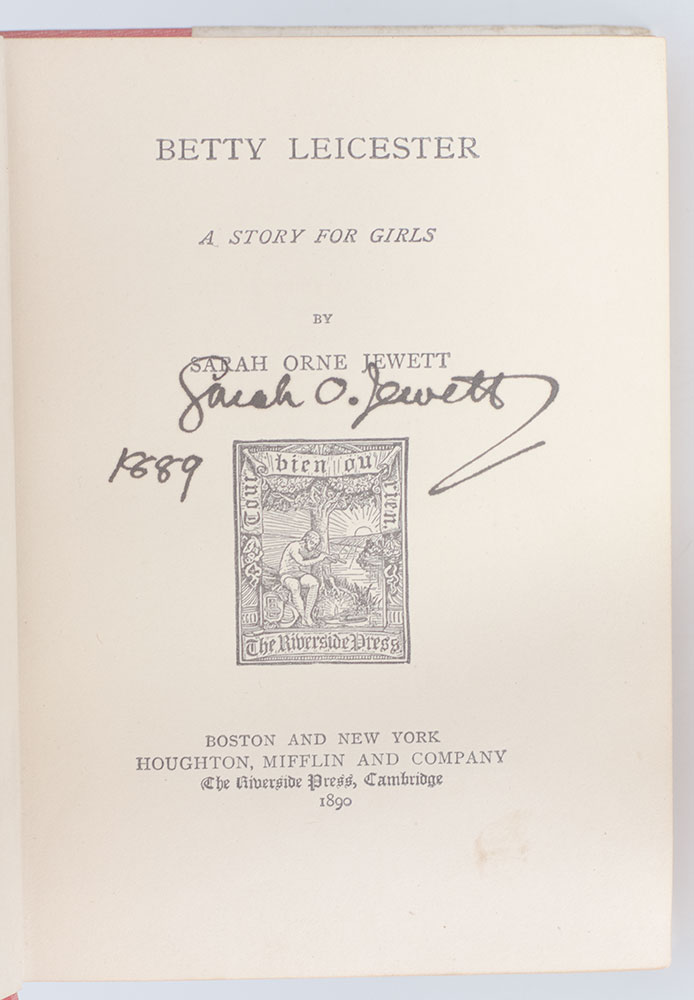 BETTY LEICESTER
A STORY FOR GIRLS
BY
SARAH ORNE JEWETT
Sarah O. Jewett
1889
Tout bien ou rien.
The Riverside Press
BOSTON AND NEW YORK
HOUGHTON, MIFFLIN AND COMPANY
The Riverside Press, Cambridge
1890